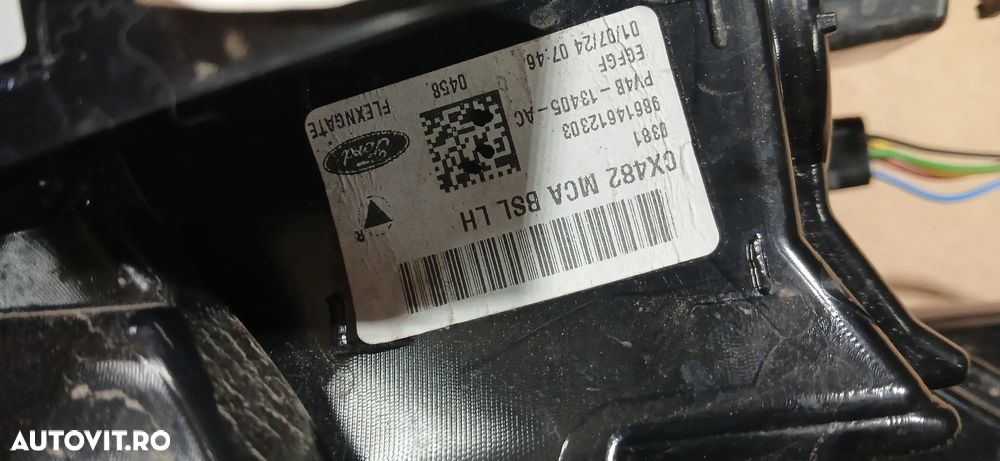 CX482 MCA BSL LH
0381
98614612303
PV4B-13405-AC
EGFGF
01/07/24 07:46
0458
FLEXNGATE
Ford
R
AUTOVIT.RO